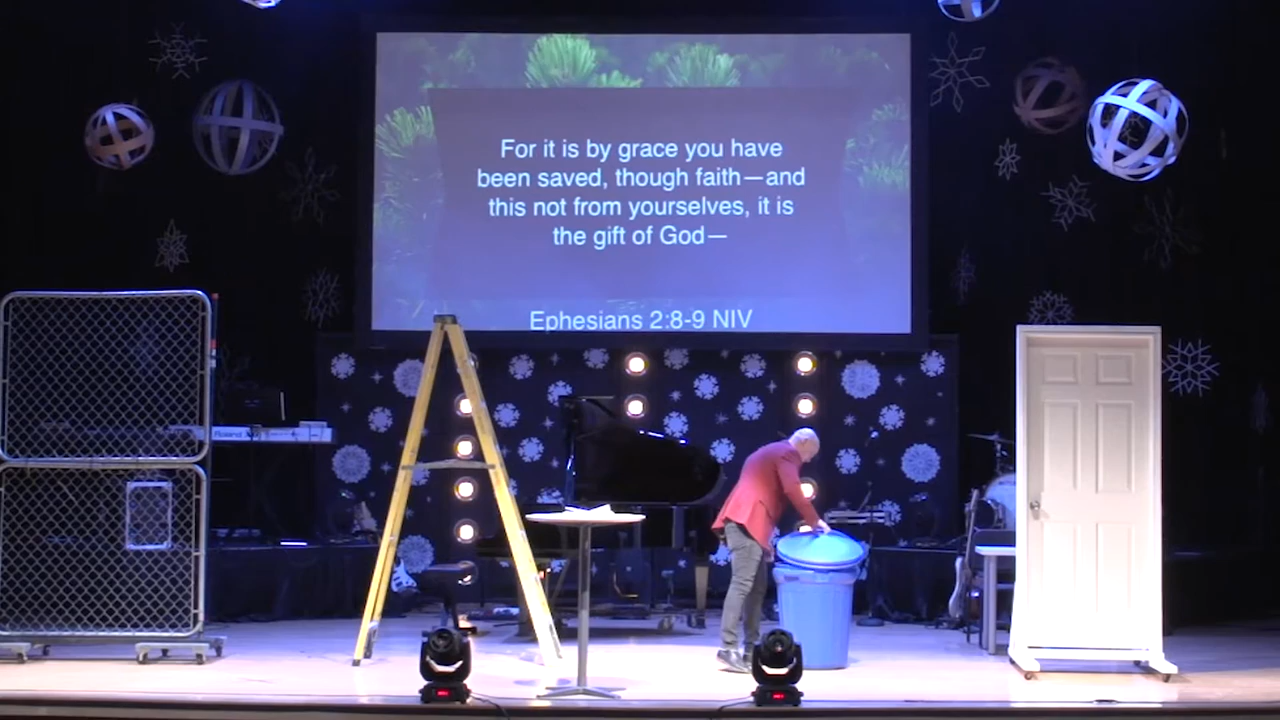 For it is by grace you have
been saved, though faith—and
this not from yourselves, it is
the gift of God—
Ephesians 2:8-9 NIV
Roland